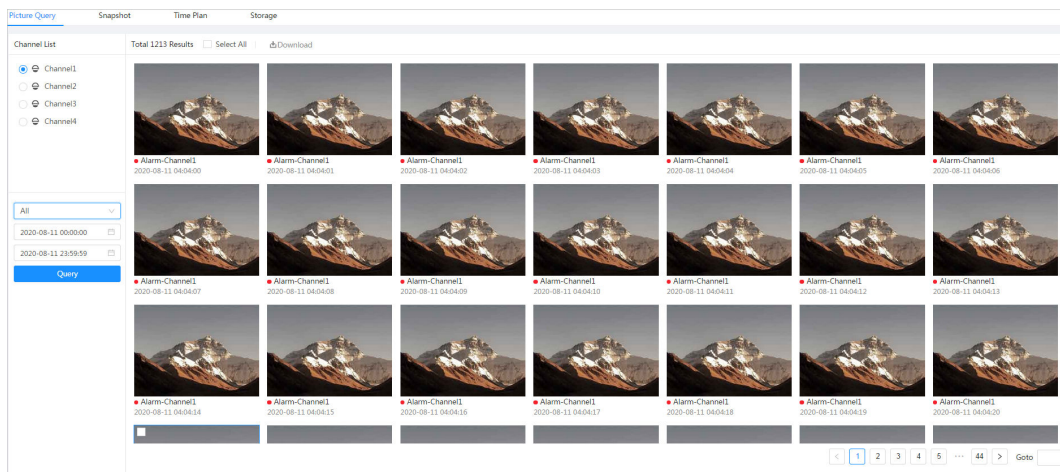 Picture Query Snapshot Time Plan Storage
Channel List Total 1213 Results Select All Download
Channel1
Channel2
Channel3
Channel4
Alarm-Channel1 Alarm-Channel1 Alarm-Channel1 Alarm-Channel1 Alarm-Channel1 Alarm-Channel1 Alarm-Channel1
2020-08-11 04:04:00 2020-08-11 04:04:01 2020-08-11 04:04:02 2020-08-11 04:04:03 2020-08-11 04:04:04 2020-08-11 04:04:05 2020-08-11 04:04:06
All
2020-08-11 00:00:00
2020-08-11 23:59:59
Query
Alarm-Channel1 Alarm-Channel1 Alarm-Channel1 Alarm-Channel1 Alarm-Channel1 Alarm-Channel1 Alarm-Channel1
2020-08-11 04:04:07 2020-08-11 04:04:08 2020-08-11 04:04:09 2020-08-11 04:04:10 2020-08-11 04:04:11 2020-08-11 04:04:12 2020-08-11 04:04:13
Alarm-Channel1 Alarm-Channel1 Alarm-Channel1 Alarm-Channel1 Alarm-Channel1 Alarm-Channel1 Alarm-Channel1
2020-08-11 04:04:14 2020-08-11 04:04:15 2020-08-11 04:04:16 2020-08-11 04:04:17 2020-08-11 04:04:18 2020-08-11 04:04:19 2020-08-11 04:04:20
< 1 2 3 4 5 ··· 44 > Goto